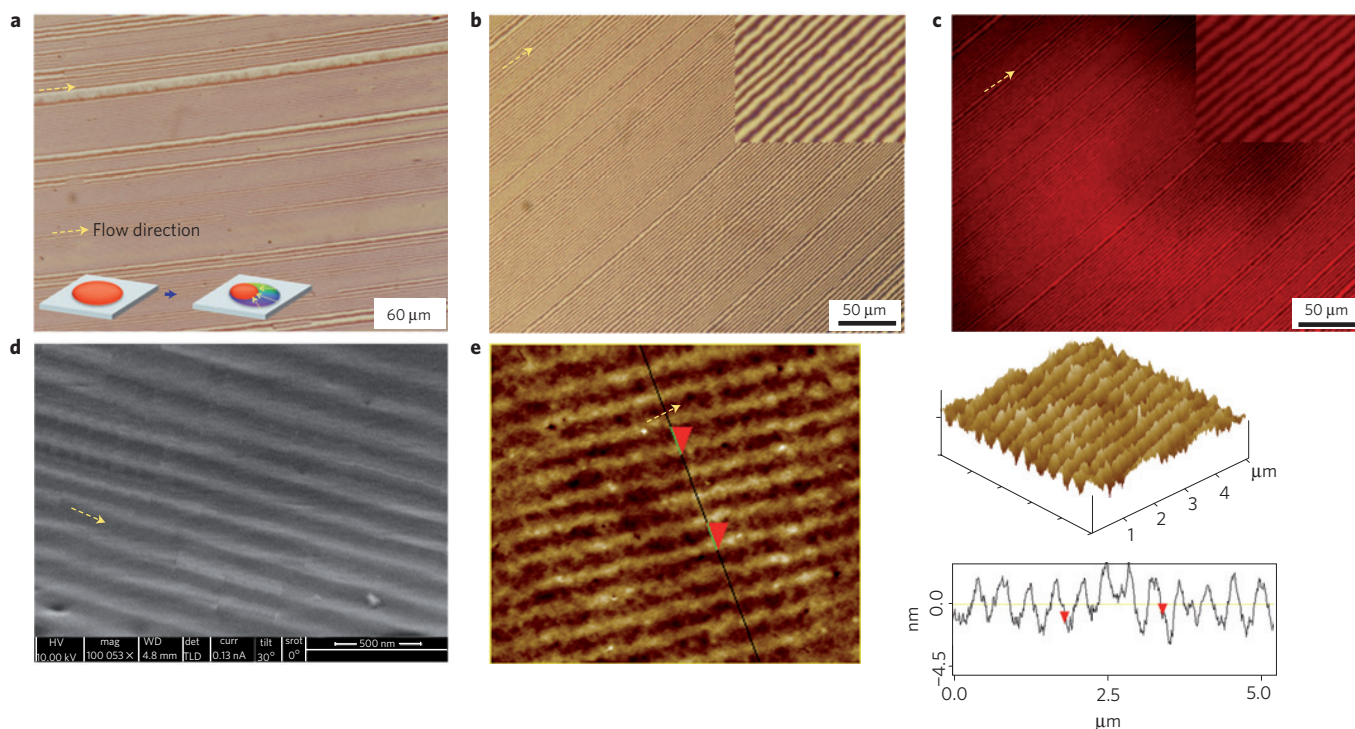 a
b
c
Flow direction
60 μm
50 μm
50 μm
d
e
HV mag WD det curr tilt srot
10.00 kV 100 053 × 4.8 mm TLD 0.13 nA 30° 0°
500 nm
μm
4
3
2
1
nm
0.0
−4.5
0.0 2.5 5.0
μm